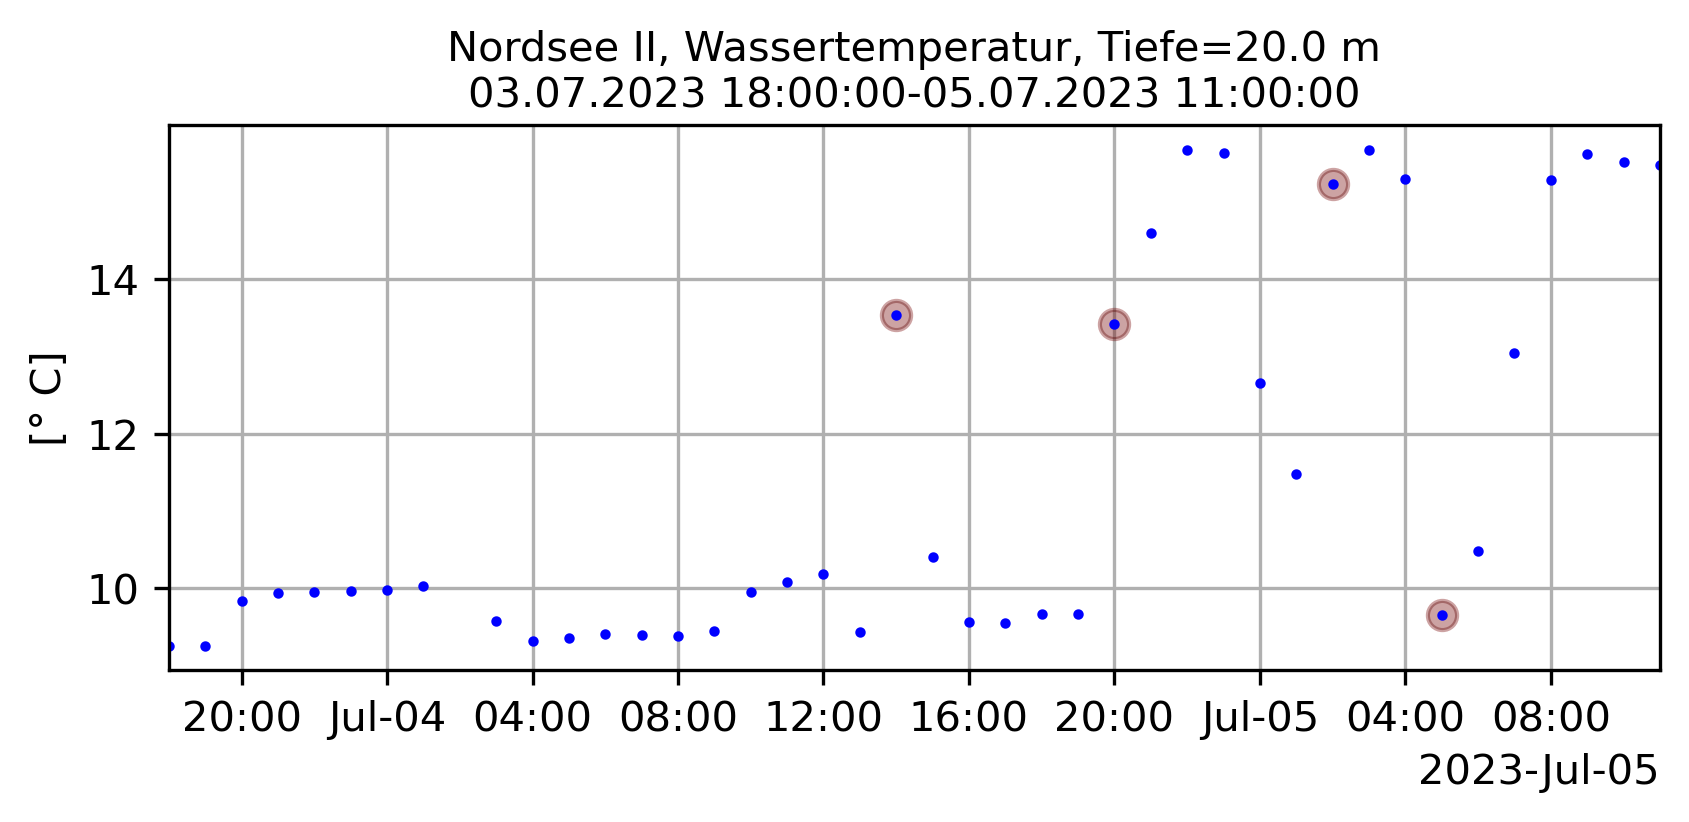 Nordsee II, Wassertemperatur, Tiefe=20.0 m
03.07.2023 18:00:00-05.07.2023 11:00:00
[° C]
14
12
10
20:00 Jul-04 04:00 08:00 12:00 16:00 20:00 Jul-05 04:00 08:00
2023-Jul-05